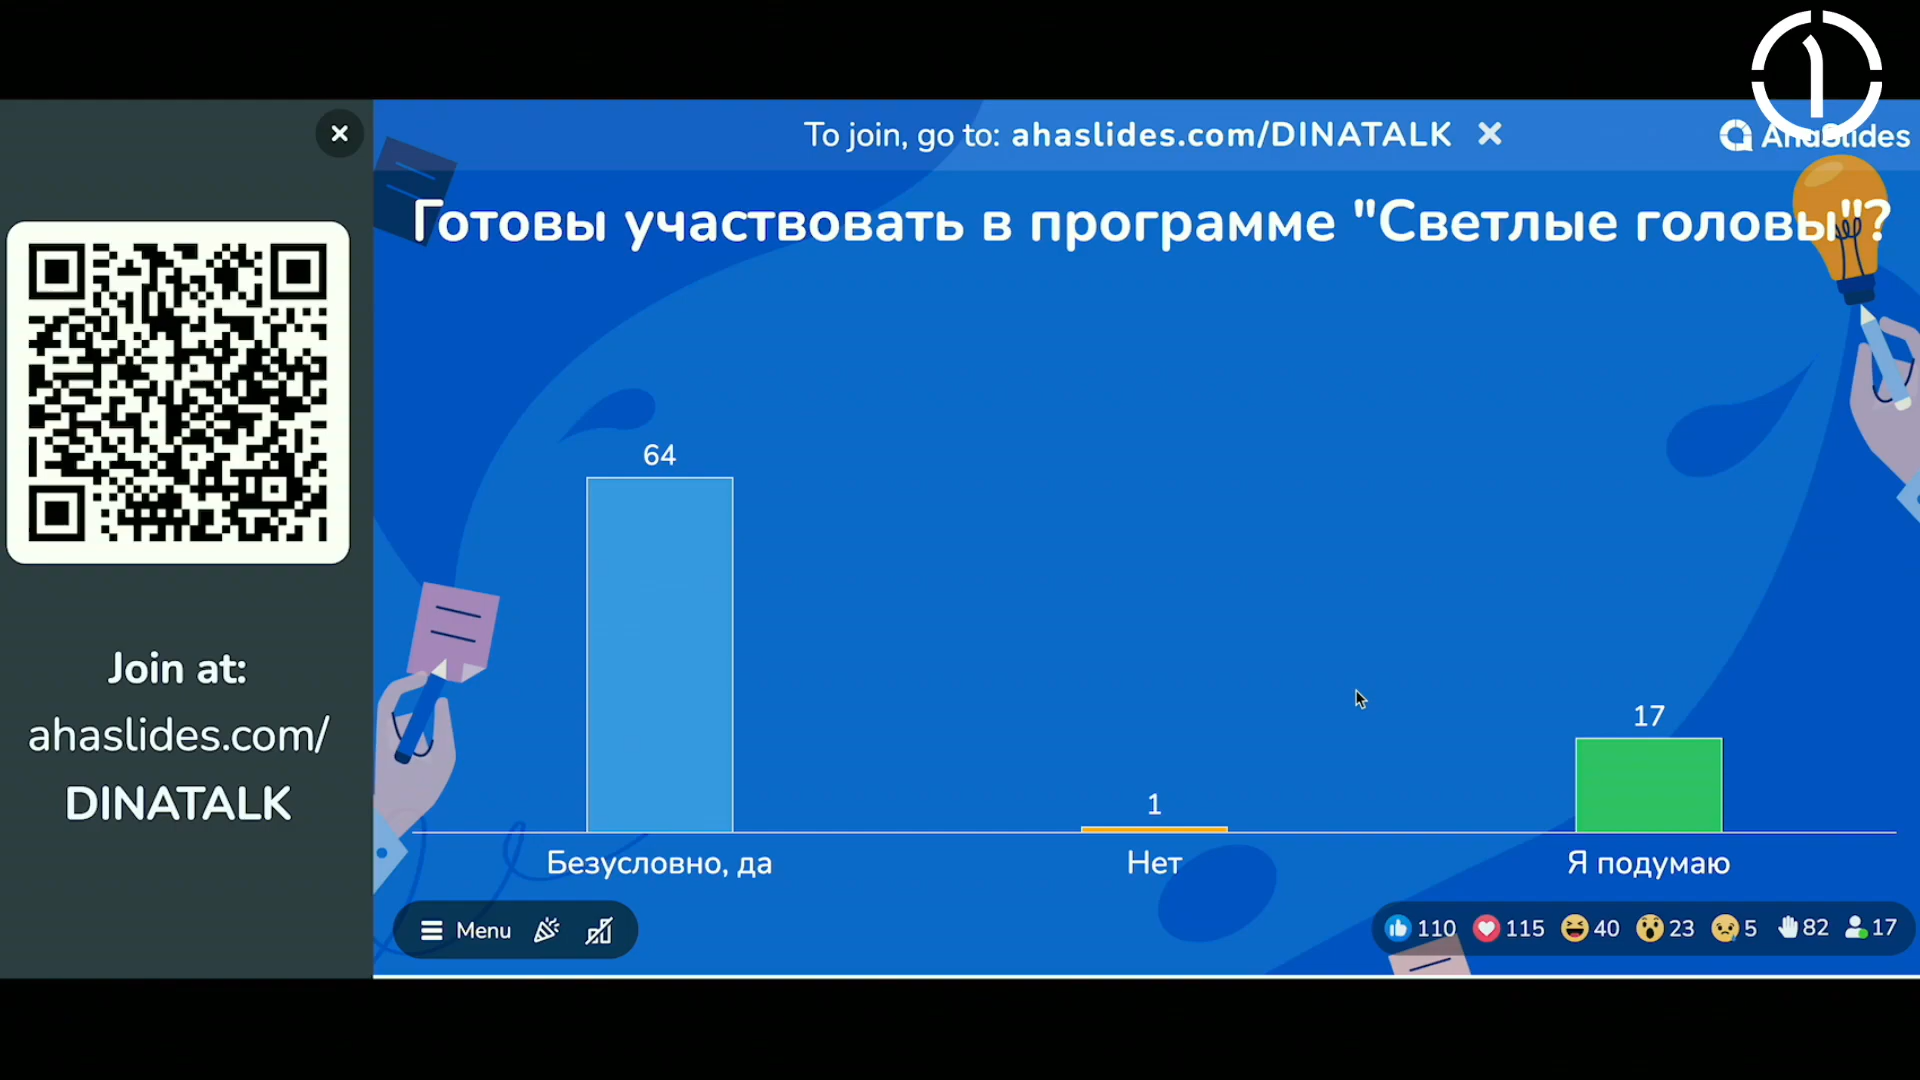 To join, go to: ahaslides.com/DINATALK
AhaSlides
Готовы участвовать в программе "Светлые головы"?
Join at:
ahaslides.com/
DINATALK
64
1
17
Безусловно, да
Нет
Я подумаю
Menu
110 115 40 23 5 82 17